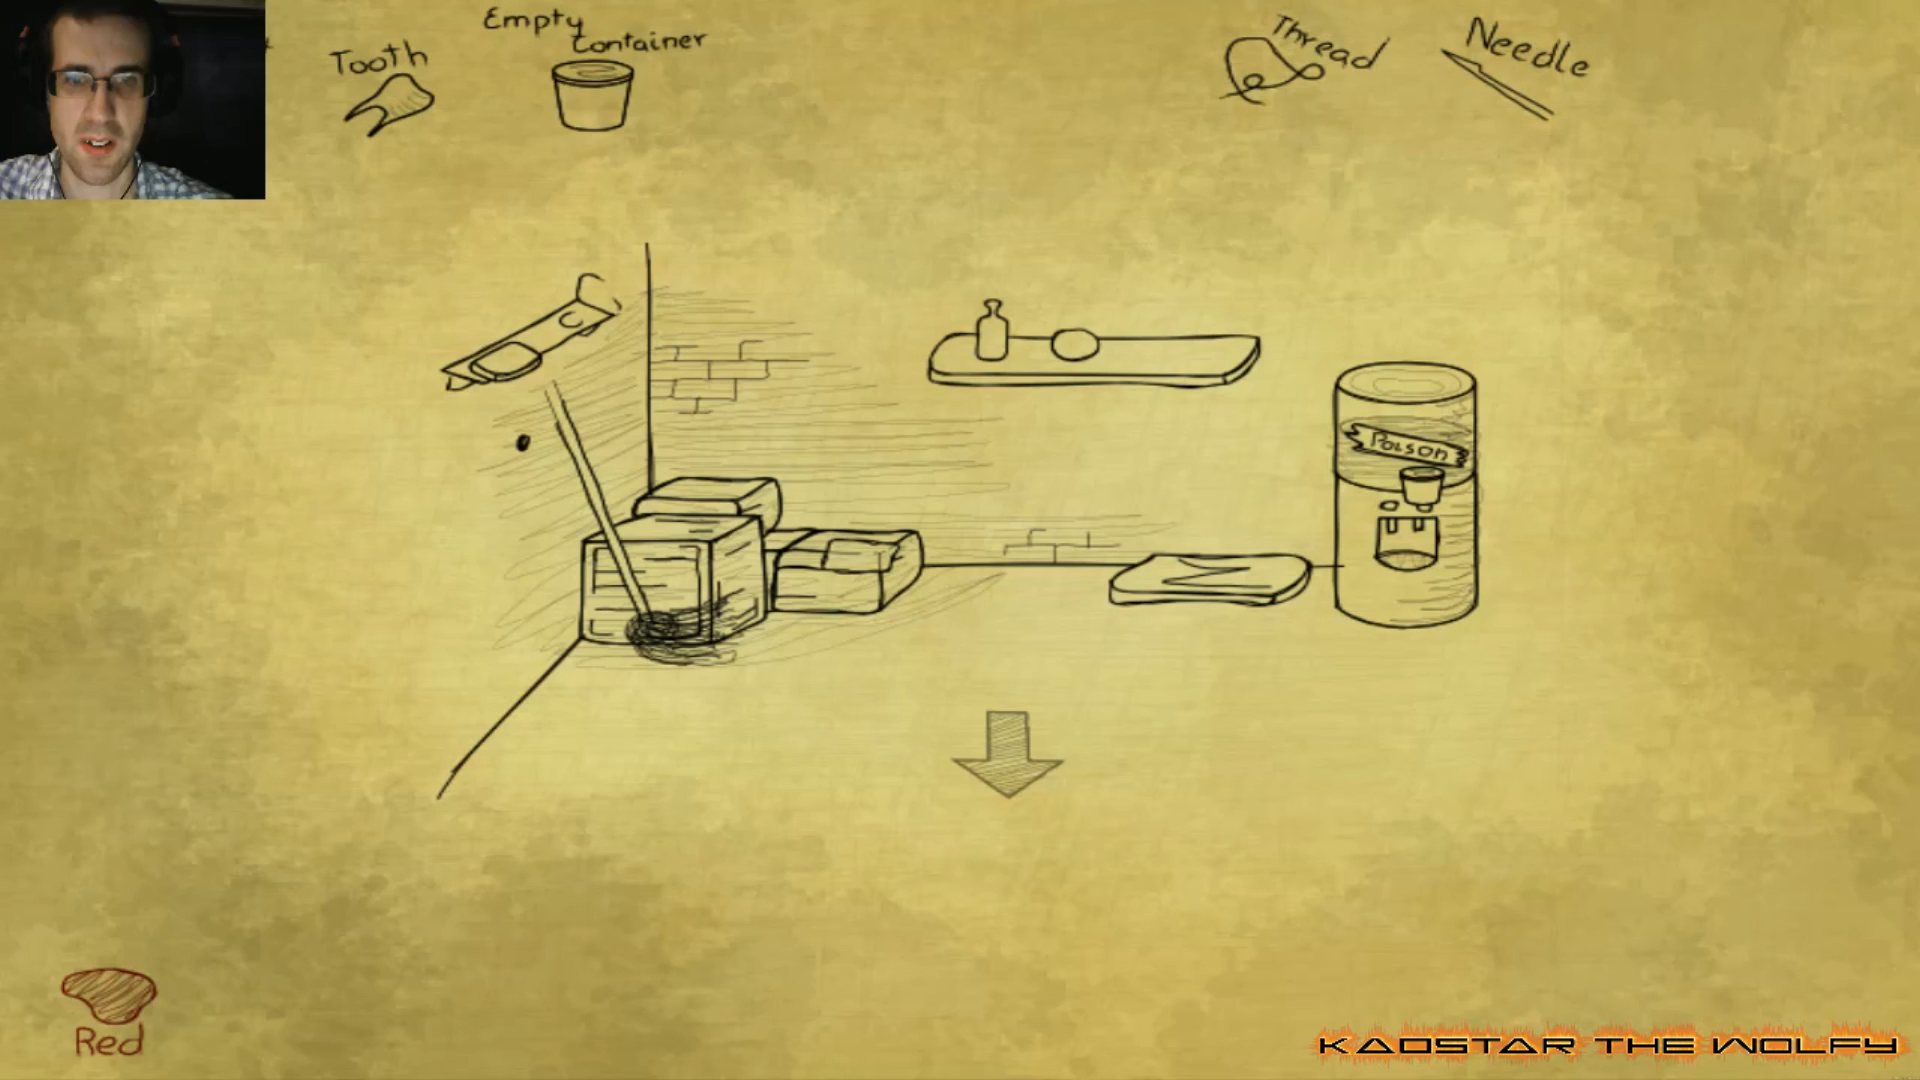 Empty
Container
Tooth
Thread
Needle
Poison
Red
KAOSTAR THE WOLFY